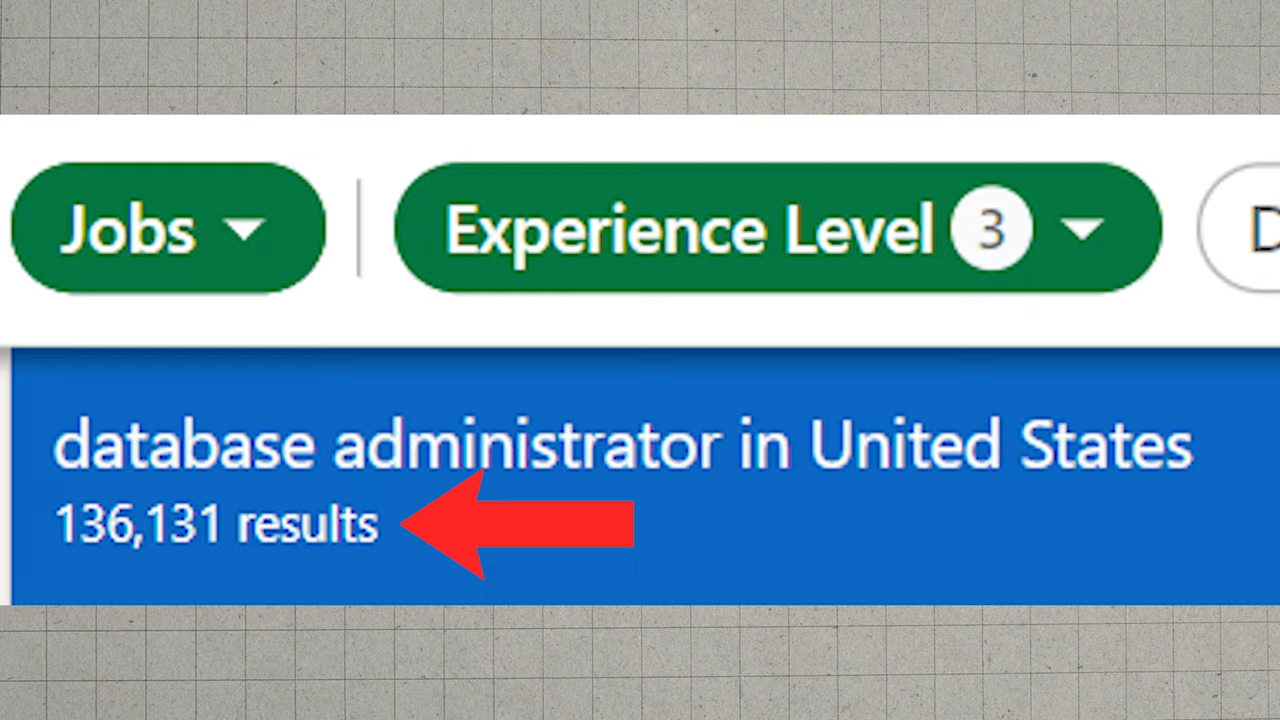 Jobs
Experience Level 3
D
database administrator in United States
136,131 results